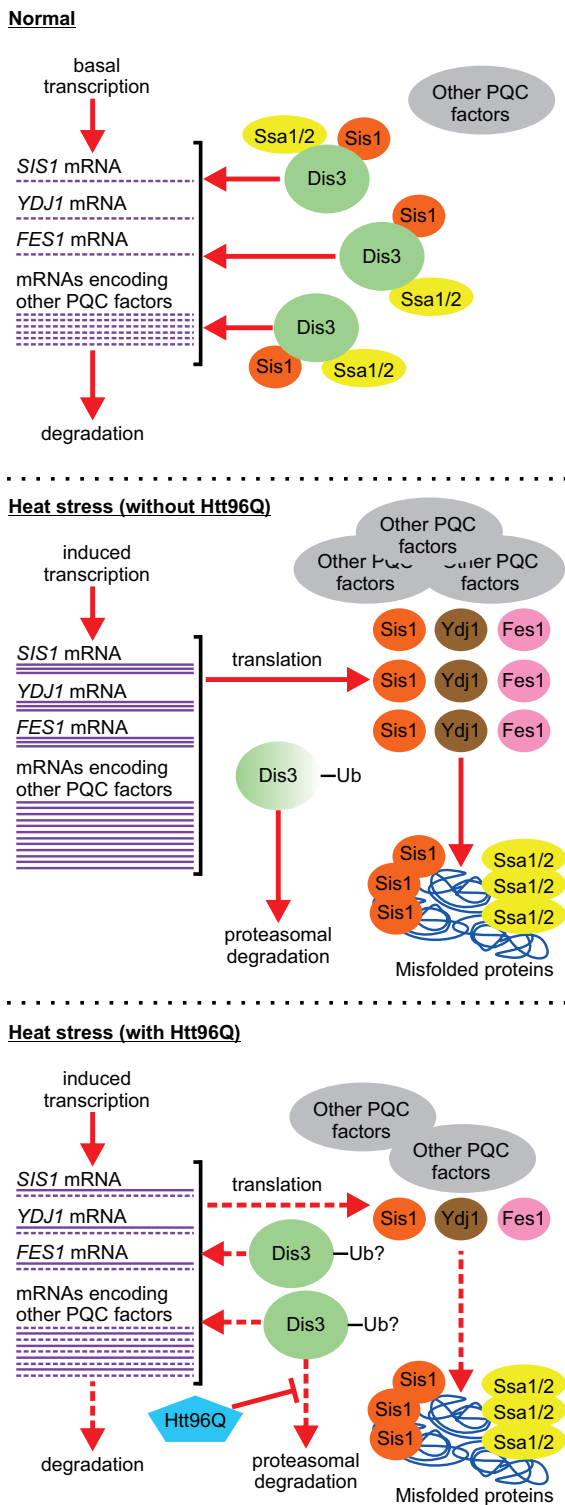 Normal
basal
transcription
SIS1 mRNA
YDJ1 mRNA
FES1 mRNA
mRNAs encoding
other PQC factors
degradation
Other PQC
factors
Ssa1/2
Sis1
Dis3
Sis1
Dis3
Ssa1/2
Dis3
Sis1
Ssa1/2
Heat stress (without Htt96Q)
induced
transcription
SIS1 mRNA
YDJ1 mRNA
FES1 mRNA
mRNAs encoding
other PQC factors
translation
Other PQC
factors
Other PQC
factors
Other PQC
factors
Sis1
Ydj1
Fes1
Sis1
Ydj1
Fes1
Sis1
Ydj1
Fes1
Dis3
Ub
proteasomal
degradation
Sis1
Sis1
Sis1
Ssa1/2
Ssa1/2
Ssa1/2
Misfolded proteins
Heat stress (with Htt96Q)
induced
transcription
SIS1 mRNA
YDJ1 mRNA
FES1 mRNA
mRNAs encoding
other PQC factors
degradation
translation
Other PQC
factors
Other PQC
factors
Sis1
Ydj1
Fes1
Dis3
Ub?
Dis3
Ub?
Htt96Q
proteasomal
degradation
Sis1
Sis1
Sis1
Ssa1/2
Ssa1/2
Ssa1/2
Misfolded proteins